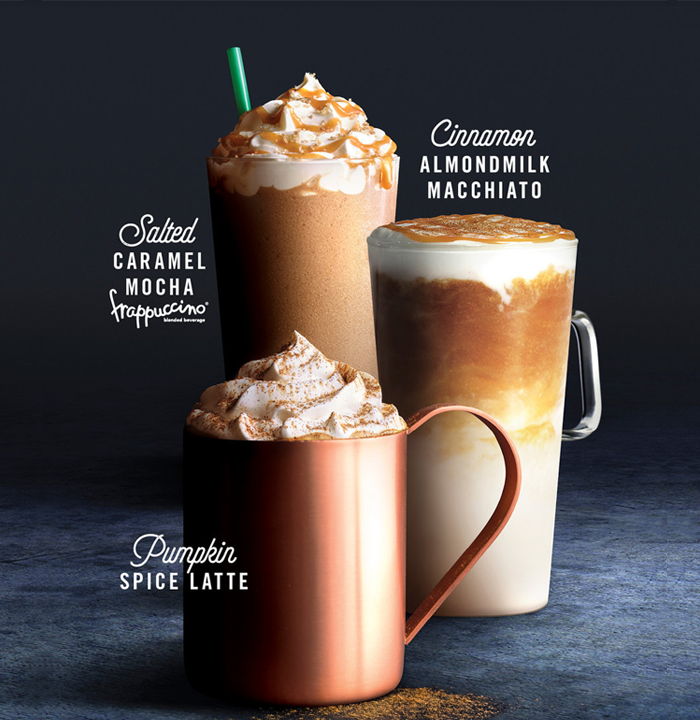 Cinnamon
ALMONDMILK
MACCHIATO
Salted
CARAMEL
MOCHA
frappuccino®
blended beverage
Pumpkin
SPICE LATTE